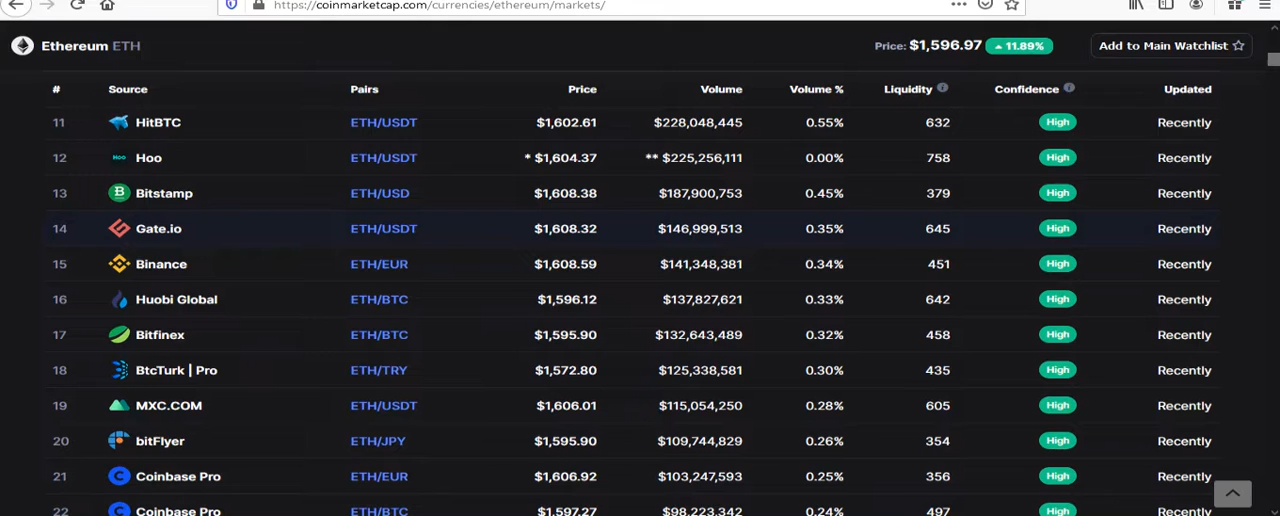 https://coinmarketcap.com/currencies/ethereum/markets/
Ethereum ETH Price: $1,596.97 11.89% Add to Main Watchlist
# Source Pairs Price Volume Volume % Liquidity Confidence Updated
11 HitBTC ETH/USDT $1,602.61 $228,048,445 0.55% 632 High Recently
12 Hoo ETH/USDT * $1,604.37 ** $225,256,111 0.00% 758 High Recently
13 Bitstamp ETH/USD $1,608.38 $187,900,753 0.45% 379 High Recently
14 Gate.io ETH/USDT $1,608.32 $146,999,513 0.35% 645 High Recently
15 Binance ETH/EUR $1,608.59 $141,348,381 0.34% 451 High Recently
16 Huobi Global ETH/BTC $1,596.12 $137,827,621 0.33% 642 High Recently
17 Bitfinex ETH/BTC $1,595.90 $132,643,489 0.32% 458 High Recently
18 BtcTurk | Pro ETH/TRY $1,572.80 $125,338,581 0.30% 435 High Recently
19 MXC.COM ETH/USDT $1,606.01 $115,054,250 0.28% 605 High Recently
20 bitFlyer ETH/JPY $1,595.90 $109,744,829 0.26% 354 High Recently
21 Coinbase Pro ETH/EUR $1,606.92 $103,247,593 0.25% 356 High Recently
22 Coinbase Pro ETH/BTC $1,597.27 $98,223,342 0.24% 497 High Recently